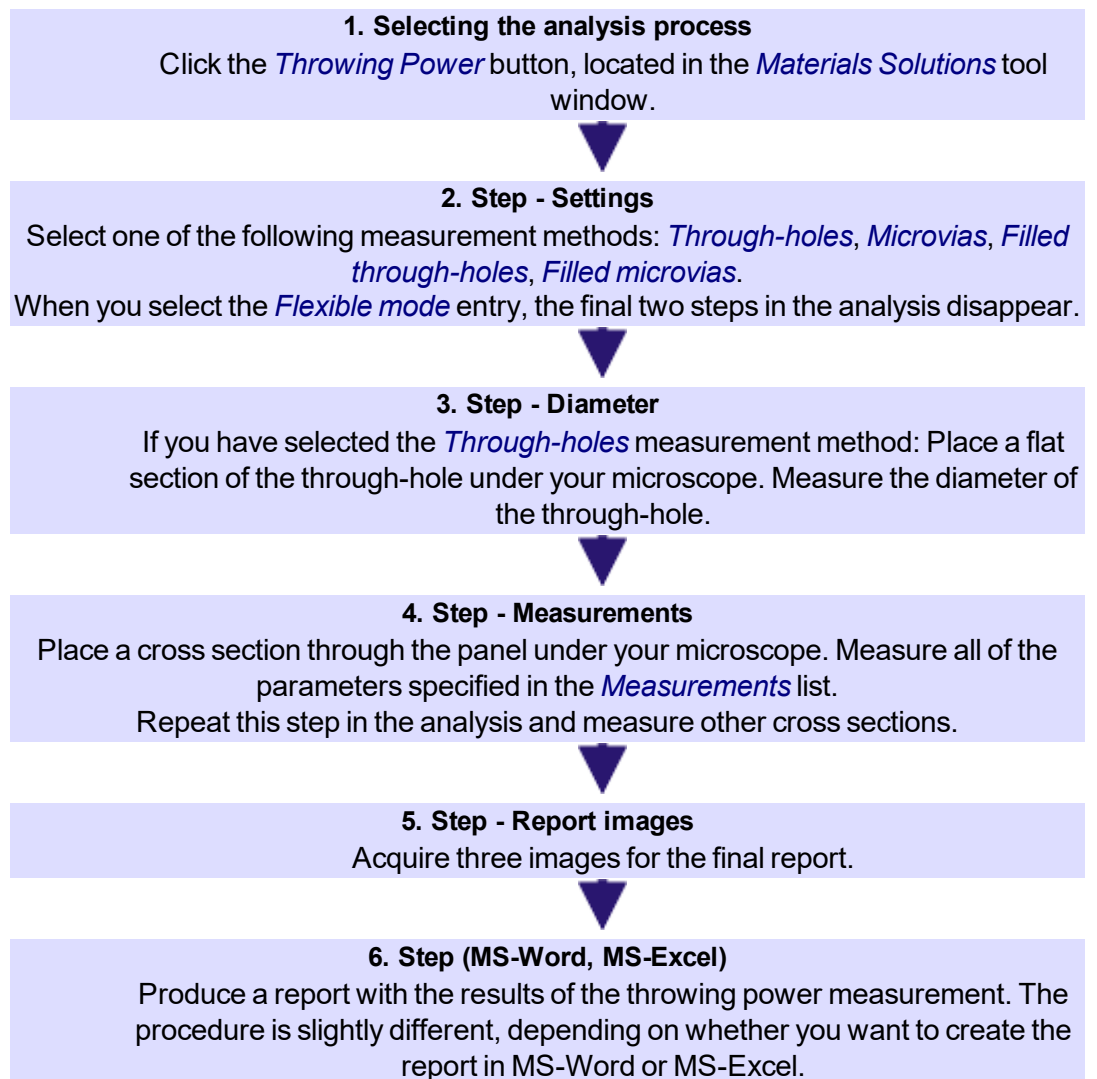 1. Selecting the analysis process
Click the Throwing Power button, located in the Materials Solutions tool
window.
2. Step - Settings
Select one of the following measurement methods: Through-holes, Microvias, Filled
through-holes, Filled microvias.
When you select the Flexible mode entry, the final two steps in the analysis disappear.
3. Step - Diameter
If you have selected the Through-holes measurement method: Place a flat
section of the through-hole under your microscope. Measure the diameter of
the through-hole.
4. Step - Measurements
Place a cross section through the panel under your microscope. Measure all of the
parameters specified in the Measurements list.
Repeat this step in the analysis and measure other cross sections.
5. Step - Report images
Acquire three images for the final report.
6. Step (MS-Word, MS-Excel)
Produce a report with the results of the throwing power measurement. The
procedure is slightly different, depending on whether you want to create the
report in MS-Word or MS-Excel.